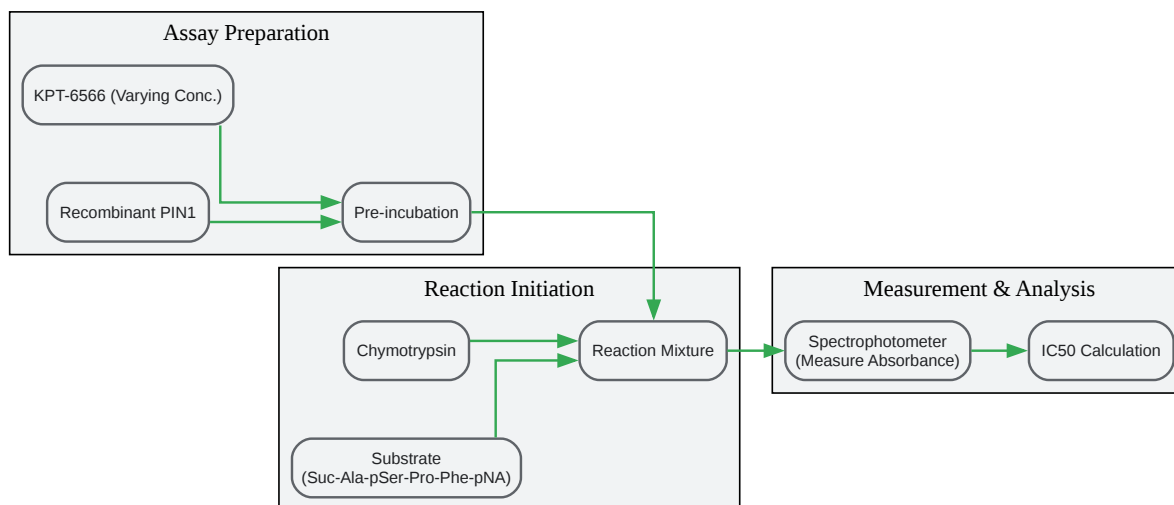 Assay Preparation
KPT-6566 (Varying Conc.)
Recombinant PIN1
Pre-incubation
Reaction Initiation
Chymotrypsin
Reaction Mixture
Substrate
(Suc-Ala-pSer-Pro-Phe-pNA)
Measurement & Analysis
Spectrophotometer
(Measure Absorbance)
IC50 Calculation